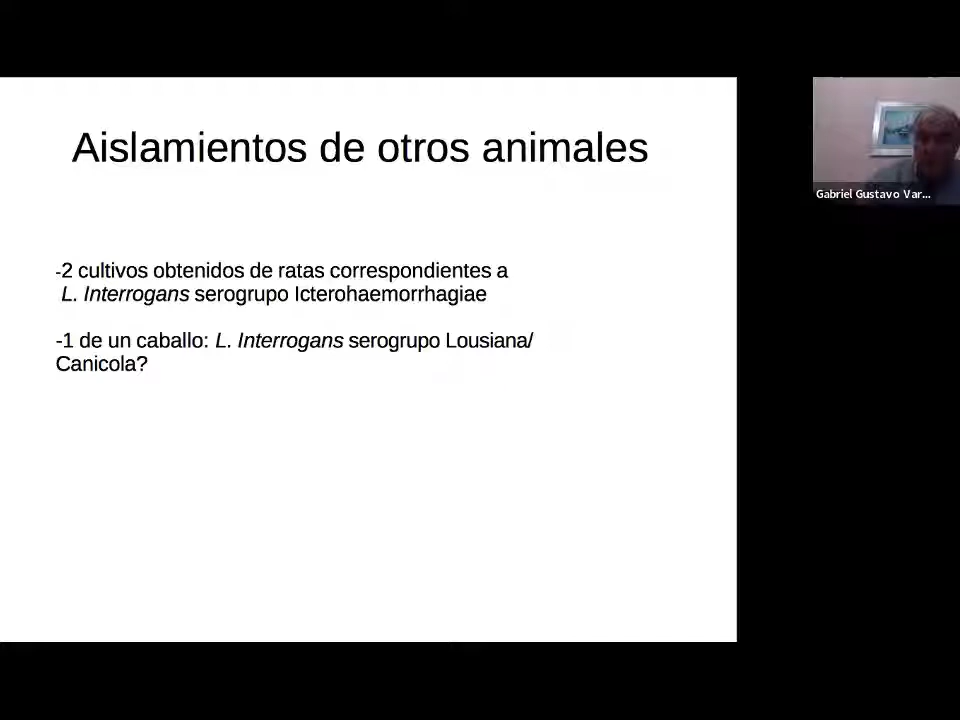 Aislamientos de otros animales
-2 cultivos obtenidos de ratas correspondientes a
L. Interrogans serogrupo Icterohaemorrhagiae
-1 de un caballo: L. Interrogans serogrupo Lousiana/
Canicola?
Gabriel Gustavo Var...